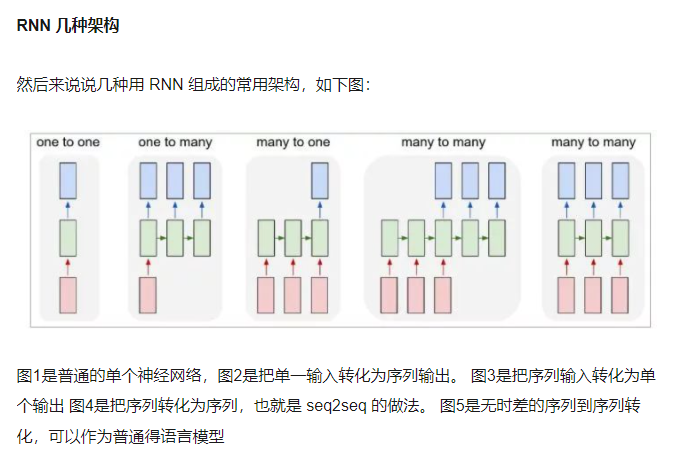 RNN 几种架构
然后来说说几种用 RNN 组成的常用架构，如下图：
one to one one to many many to one many to many many to many
图1是普通的单个神经网络，图2是把单一输入转化为序列输出。 图3是把序列输入转化为单
个输出 图4是把序列转化为序列，也就是 seq2seq 的做法。 图5是无时差的序列到序列转
化，可以作为普通得语言模型